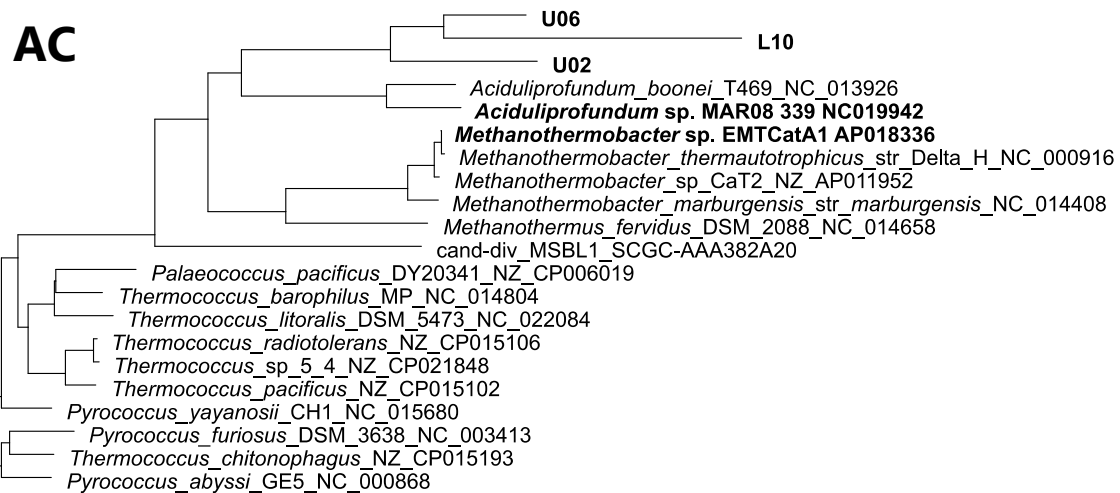 AC
U06
L10
U02
Aciduliprofundum_boonei_T469_NC_013926
Aciduliprofundum sp. MAR08 339 NC019942
Methanothermobacter sp. EMTCatA1 AP018336
Methanothermobacter_thermautotrophicus_str_Delta_H_NC_000916
Methanothermobacter_sp_CaT2_NZ_AP011952
Methanothermobacter_marburgensis_str_marburgensis_NC_014408
Methanothermus_fervidus_DSM_2088_NC_014658
cand-div_MSBL1_SCGC-AAA382A20
Palaeococcus_pacificus_DY20341_NZ_CP006019
Thermococcus_barophilus_MP_NC_014804
Thermococcus_litoralis_DSM_5473_NC_022084
Thermococcus_radiotolerans_NZ_CP015106
Thermococcus_sp_5_4_NZ_CP021848
Thermococcus_pacificus_NZ_CP015102
Pyrococcus_yayanosii_CH1_NC_015680
Pyrococcus_furiosus_DSM_3638_NC_003413
Thermococcus_chitonophagus_NZ_CP015193
Pyrococcus_abyssi_GE5_NC_000868